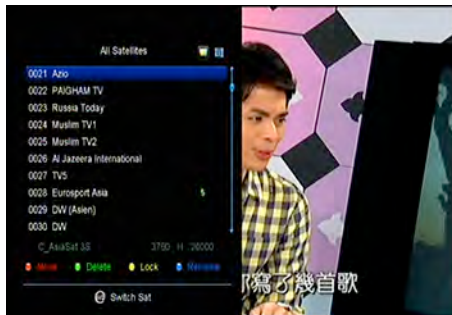 All Satellites
0021 Azio
0022 PAIGHAM TV
0023 Russia Today
0024 Muslim TV1
0025 Muslim TV2
0026 Al Jazeera International
0027 TV5
0028 Eurosport Asia $
0029 DW (Asien)
0030 DW
C_AsiaSat 3S 3760 H :26000
Move Delete Lock Rename
Switch Sat
寫了幾首歌